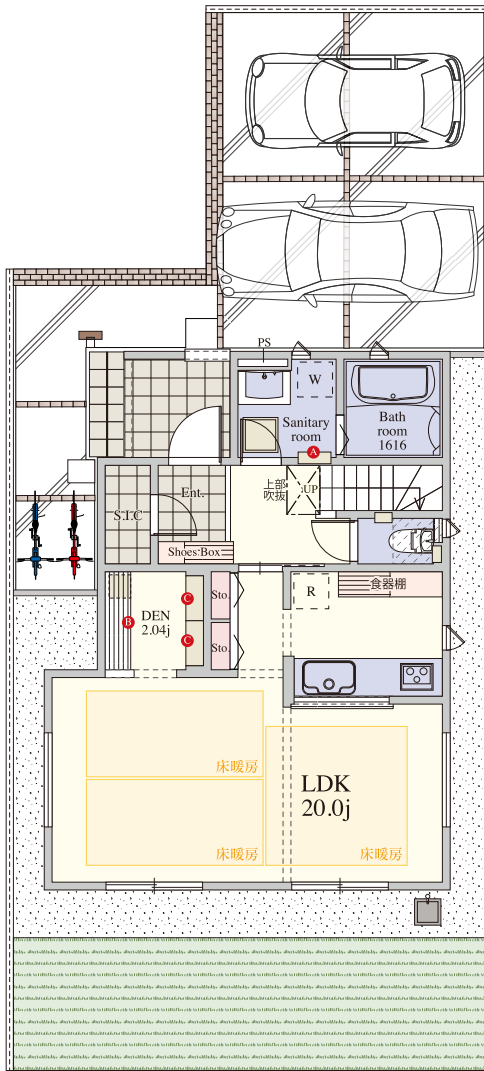 PS
W
Sanitary
room
A
Bath
room
1616
上部
吹抜
UP
S.I.C
Ent.
Shoes:Box
DEN
2.04j
B
C
C
Sto.
Sto.
R
食器棚
床暖房
床暖房
床暖房
LDK
20.0j